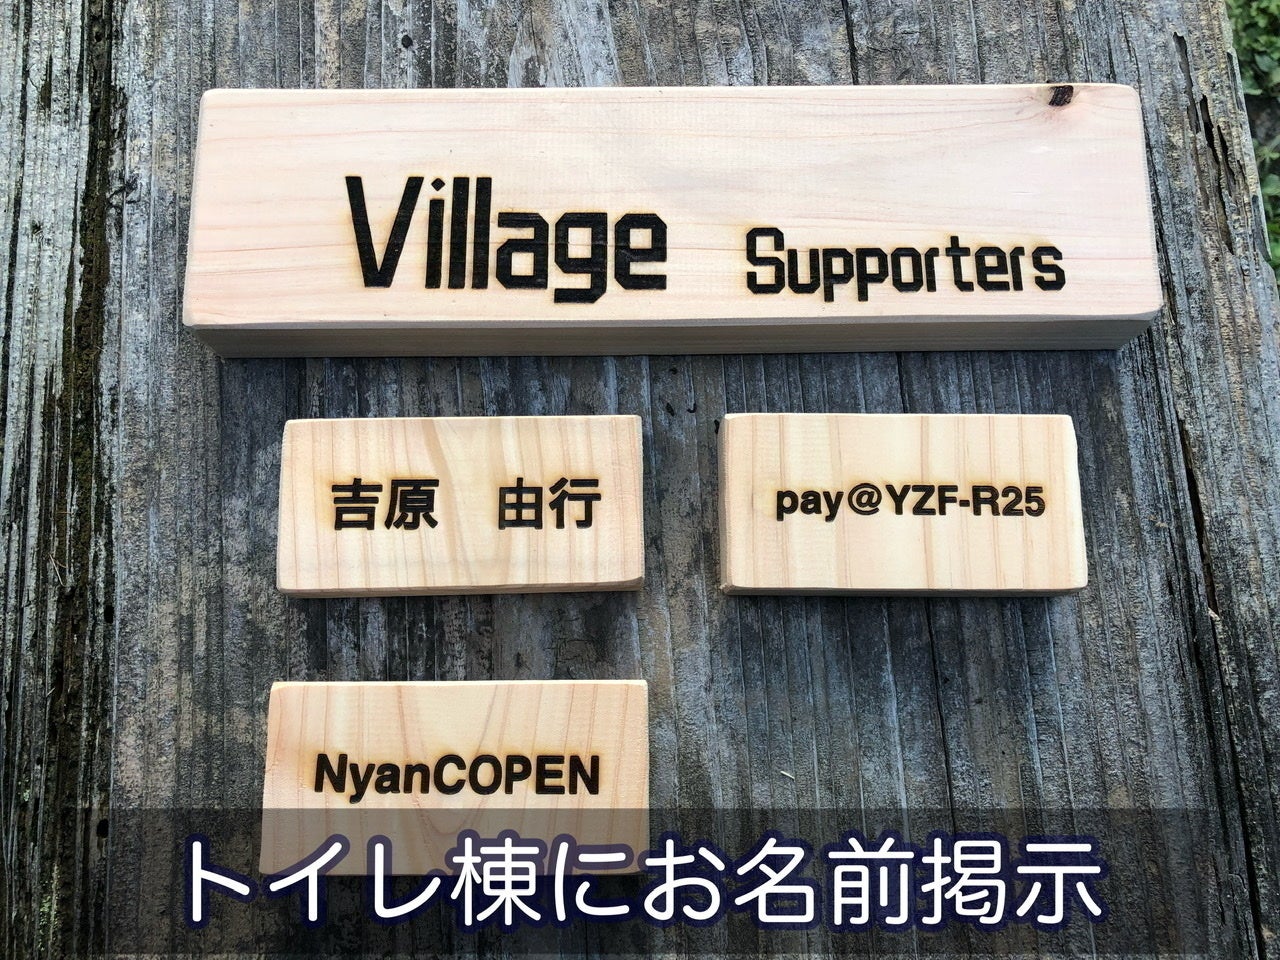 Village Supporters
吉原　由行
pay@YZF-R25
NyanCOPEN
トイレ棟にお名前掲示